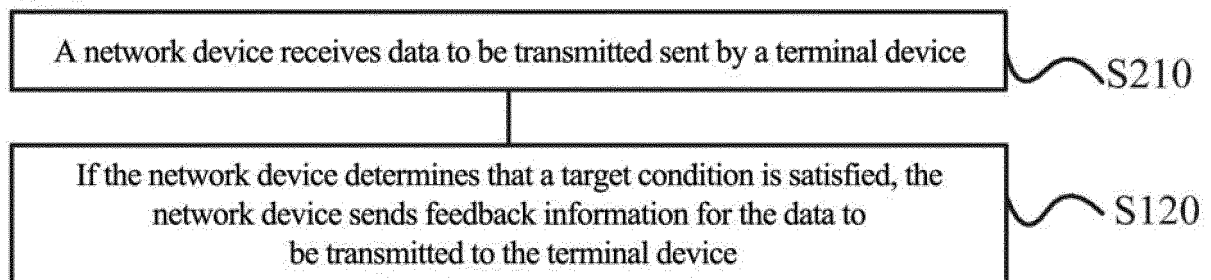 A network device receives data to be transmitted sent by a terminal device
S210
If the network device determines that a target condition is satisfied, the
network device sends feedback information for the data to
be transmitted to the terminal device
S120